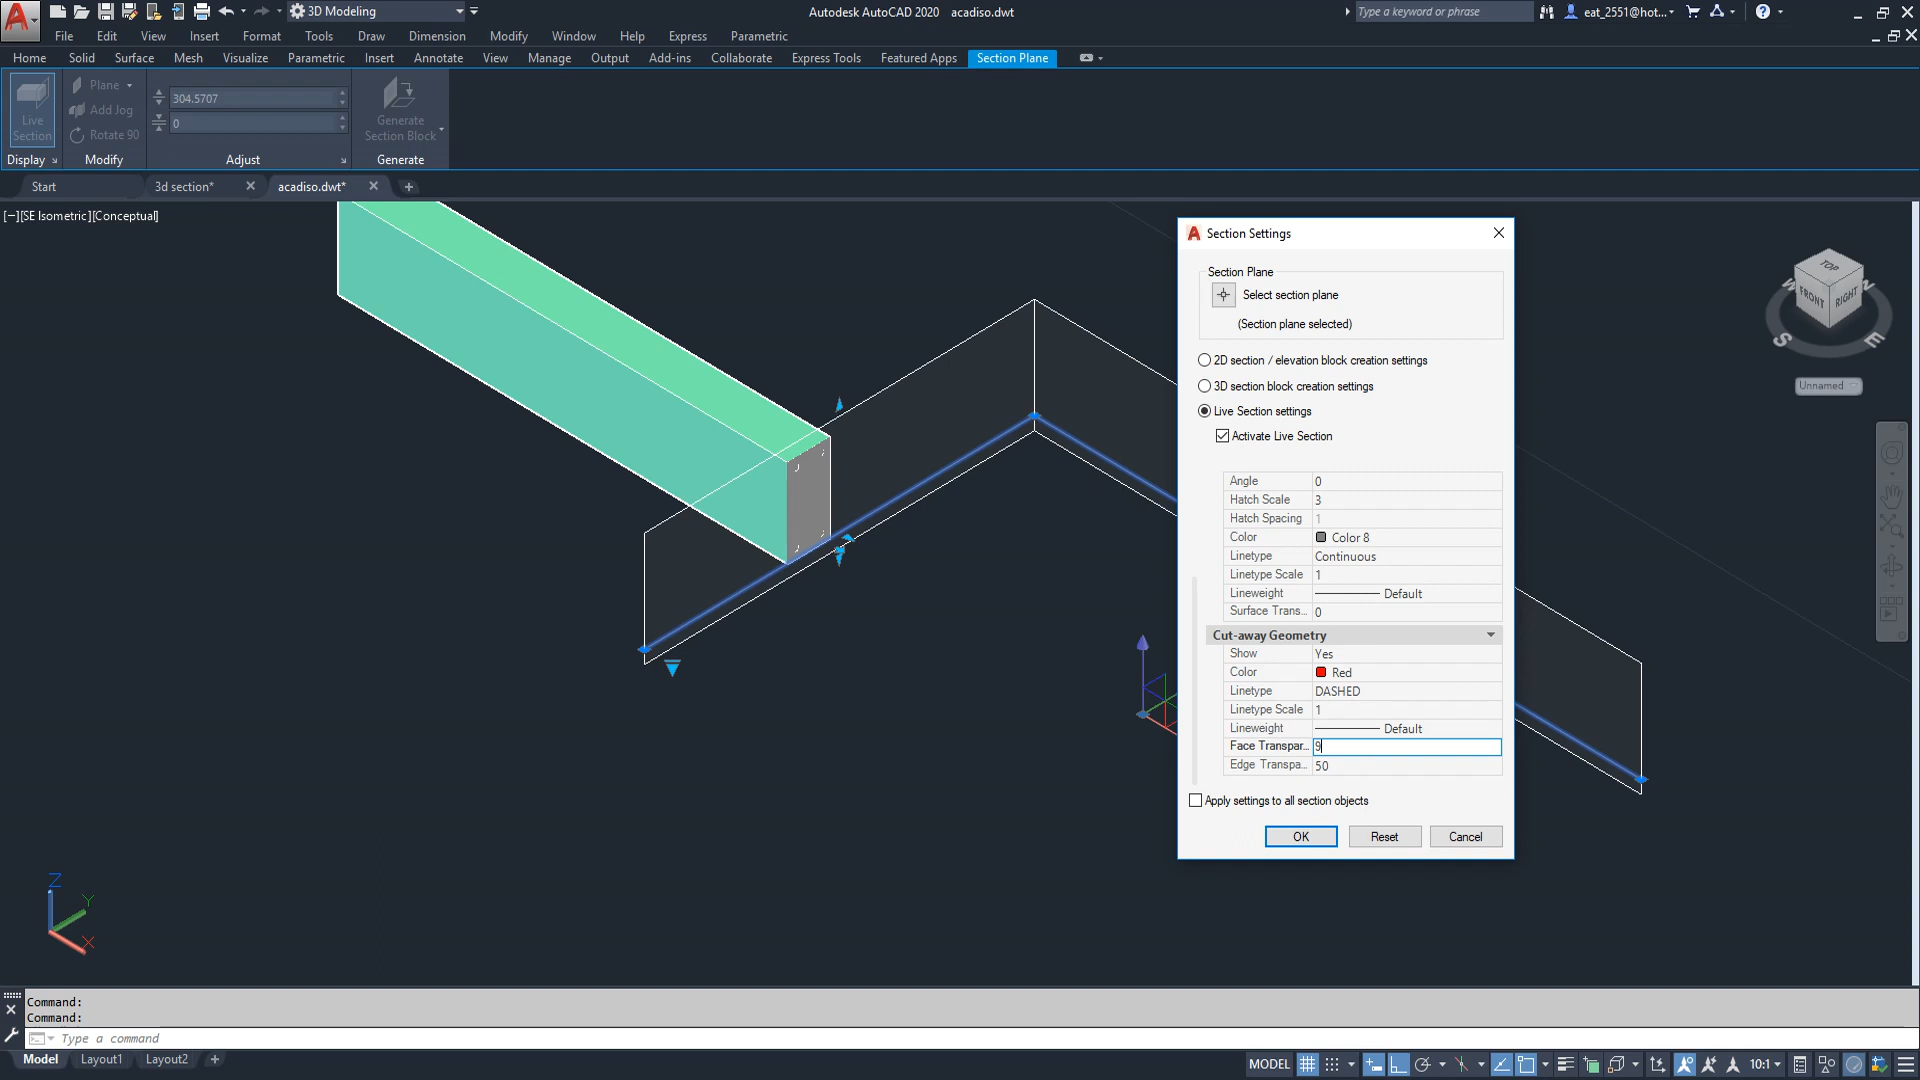 3D Modeling
Autodesk AutoCAD 2020 acadiso.dwt
Type a keyword or phrase
eat_2551@hot...
File Edit View Insert Format Tools Draw Dimension Modify Window Help Express Parametric
Home Solid Surface Mesh Visualize Parametric Insert Annotate View Manage Output Add-ins Collaborate Express Tools Featured Apps Section Plane
Live Section
Plane
Add Jog
Rotate 90
304.5707
0
Generate Section Block
Display Modify Adjust Generate
Start 3d section* acadiso.dwt*
[−][SE Isometric][Conceptual]
Section Settings
Section Plane
Select section plane
(Section plane selected)
2D section / elevation block creation settings
3D section block creation settings
Live Section settings
Activate Live Section
Angle 0
Hatch Scale 3
Hatch Spacing 1
Color Color 8
Linetype Continuous
Linetype Scale 1
Lineweight Default
Surface Trans... 0
Cut-away Geometry
Show Yes
Color Red
Linetype DASHED
Linetype Scale 1
Lineweight Default
Face Transpar... 9
Edge Transpa... 50
Apply settings to all section objects
OK Reset Cancel
TOP
FRONT
RIGHT
W
N
S
E
Unnamed
Z
Y
X
Command:
Command:
Type a command
Model Layout1 Layout2
MODEL
10:1